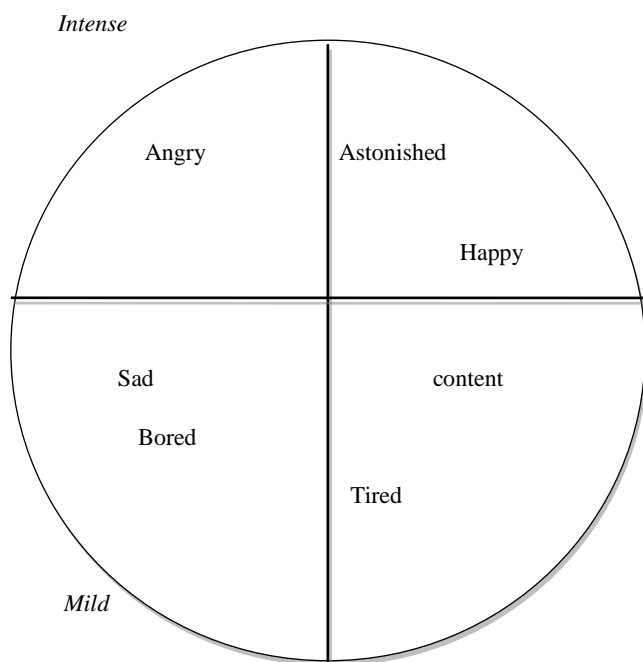 Intense
Angry
Astonished
Happy
Sad
content
Bored
Tired
Mild